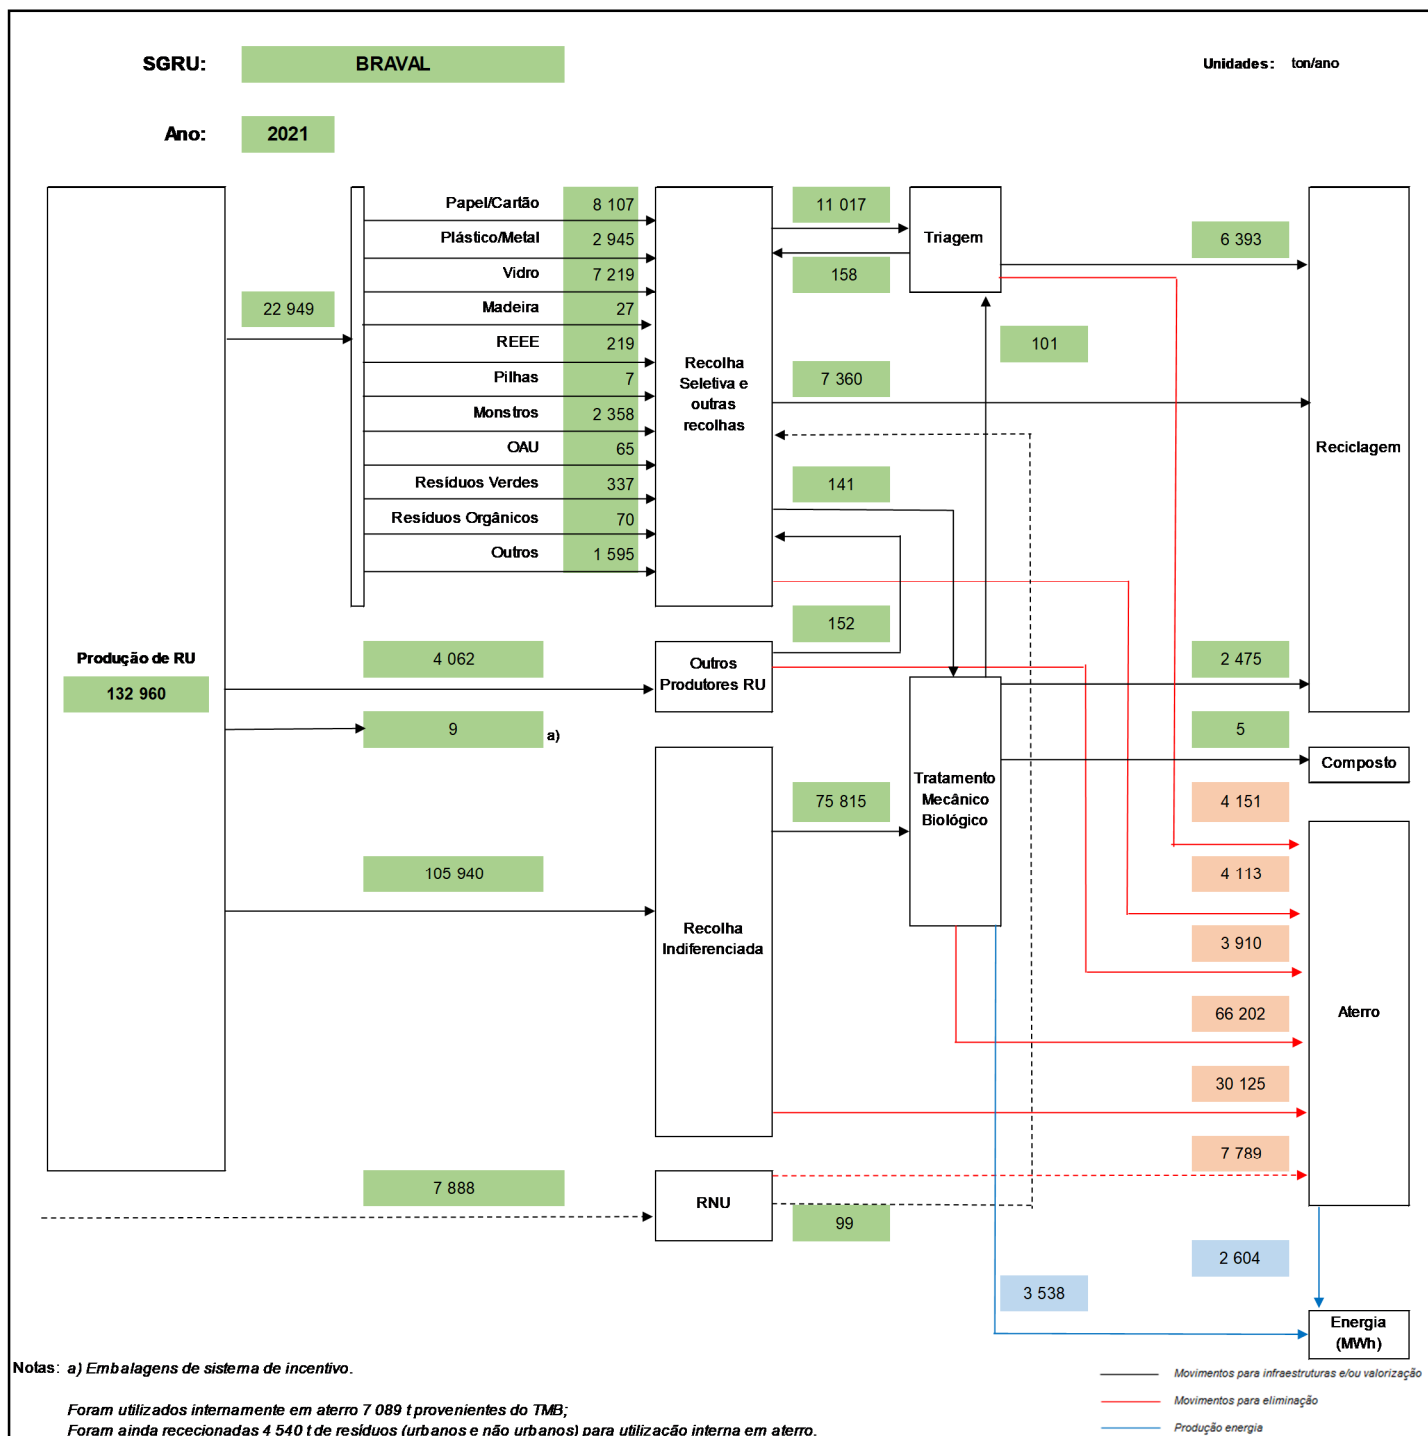 SGRU: BRAVAL Unidades: ton/ano
Ano: 2021
Papel/Cartão 8 107
Plástico/Metal 2 945
Vidro 7 219
Madeira 27
REEE 219
Pilhas 7
Monstros 2 358
OAU 65
Resíduos Verdes 337
Resíduos Orgânicos 70
Outros 1 595
22 949
Recolha
Seletiva e
outras
recolhas
11 017
158
Triagem
6 393
101
7 360
Reciclagem
141
152
Produção de RU
132 960
4 062
Outros
Produtores RU
2 475
9 a)
5
Composto
75 815
Tratamento
Mecânico
Biológico
4 151
105 940
4 113
Recolha
Indiferenciada
3 910
66 202
Aterro
30 125
7 789
7 888
RNU
99
2 604
3 538
Energia
(MWh)
Notas: a) Embalagens de sistema de incentivo.
Foram utilizados internamente em aterro 7 089 t provenientes do TMB;
Foram ainda rececionadas 4 540 t de resíduos (urbanos e não urbanos) para utilização interna em aterro.
Movimentos para infraestruturas e/ou valorização
Movimentos para eliminação
Produção energia